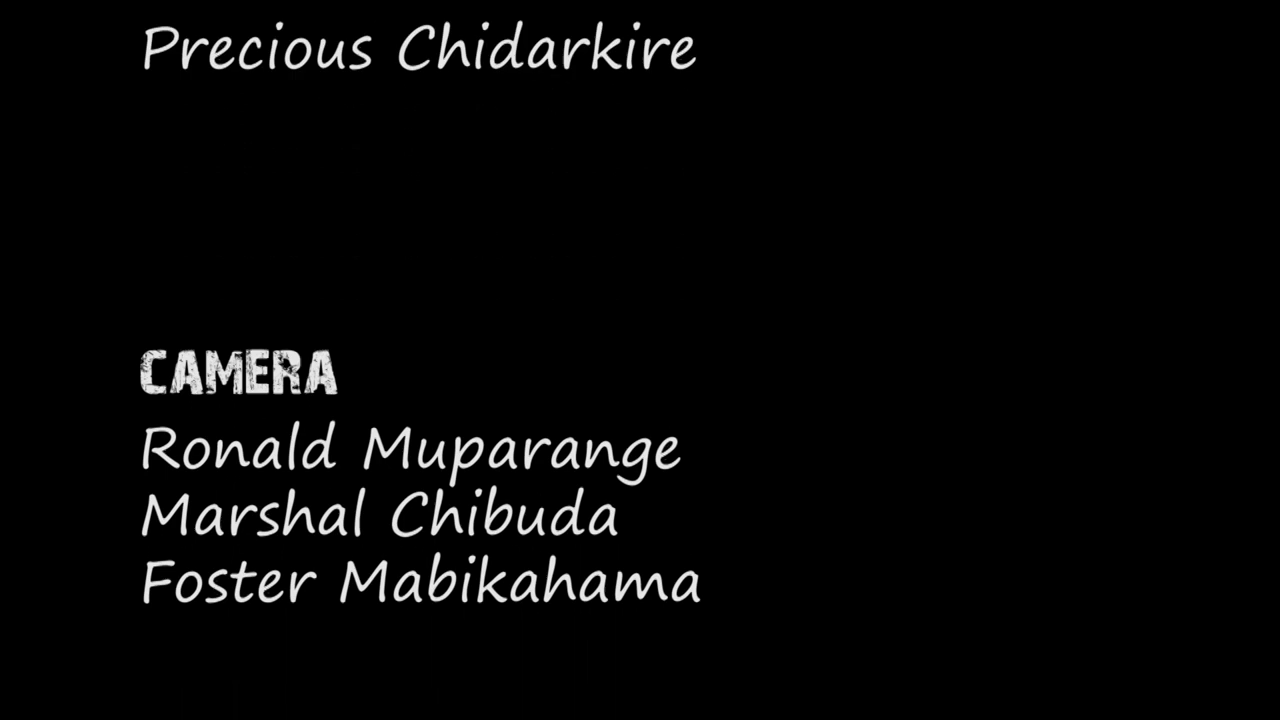 Precious Chidarkire
CAMERA
Ronald Muparange
Marshal Chibuda
Foster Mabikahama